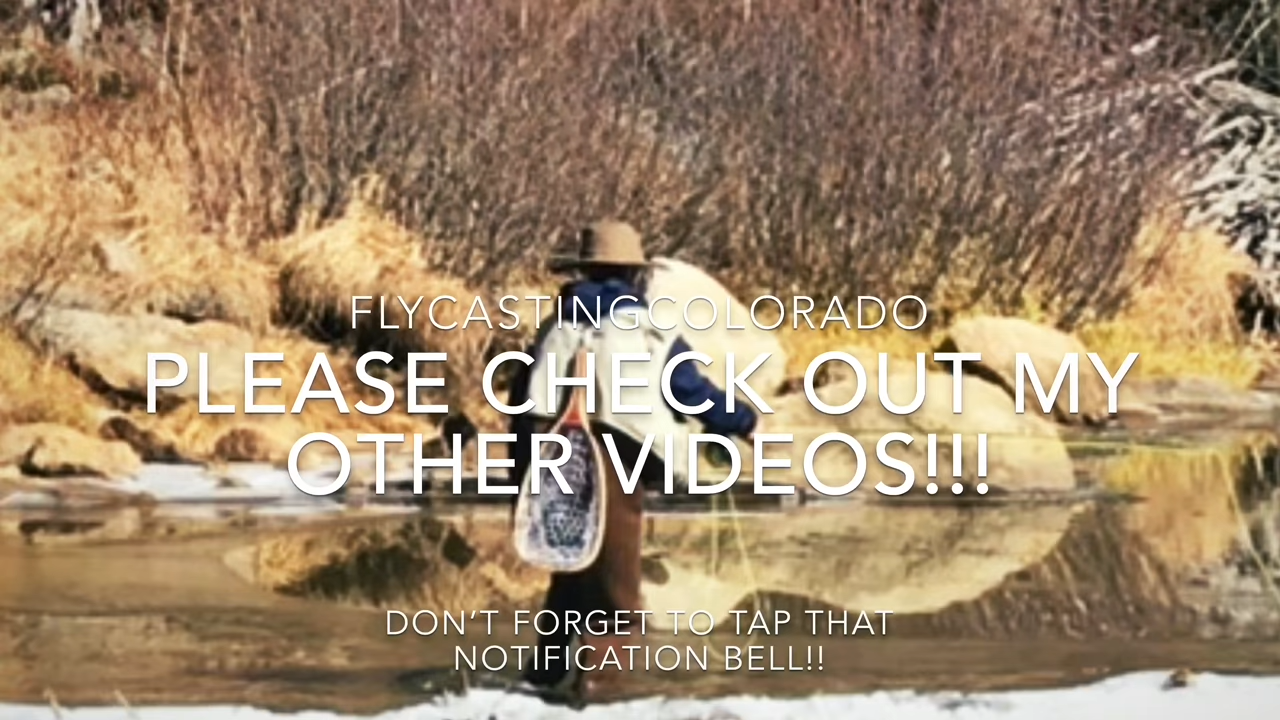 FLYCASTINGCOLORADO
PLEASE CHECK OUT MY
OTHER VIDEOS!!!
DON’T FORGET TO TAP THAT
NOTIFICATION BELL!!